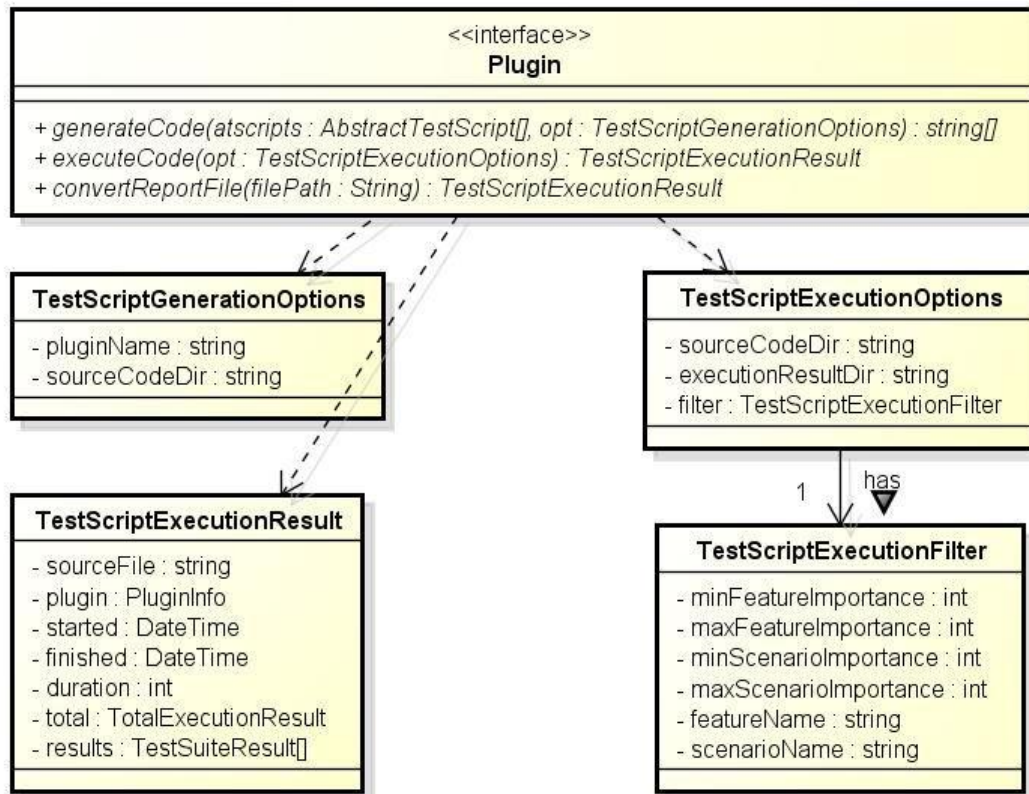 <<interface>>
Plugin
+ generateCode(atscripts : AbstractTestScript[], opt : TestScriptGenerationOptions) : string[]
+ executeCode(opt : TestScriptExecutionOptions) : TestScriptExecutionResult
+ convertReportFile(filePath : String) : TestScriptExecutionResult
TestScriptGenerationOptions
- pluginName : string
- sourceCodeDir : string
TestScriptExecutionOptions
- sourceCodeDir : string
- executionResultDir : string
- filter : TestScriptExecutionFilter
1
has
TestScriptExecutionResult
- sourceFile : string
- plugin : PluginInfo
- started : DateTime
- finished : DateTime
- duration : int
- total : TotalExecutionResult
- results : TestSuiteResult[]
TestScriptExecutionFilter
- minFeatureImportance : int
- maxFeatureImportance : int
- minScenarioImportance : int
- maxScenarioImportance : int
- featureName : string
- scenarioName : string